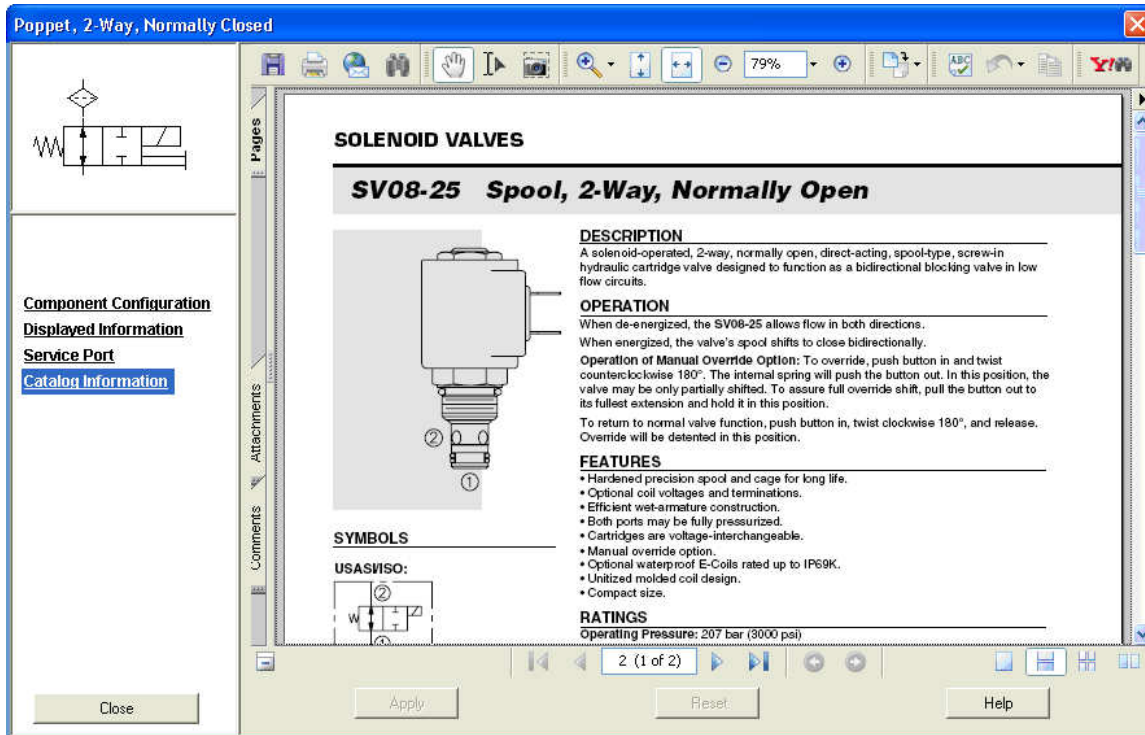 Poppet, 2-Way, Normally Closed
79%
ABC
Y!
Component Configuration
Displayed Information
Service Port
Catalog Information
Close
Pages
Attachments
Comments
SOLENOID VALVES
SV08-25 Spool, 2-Way, Normally Open
DESCRIPTION
A solenoid-operated, 2-way, normally open, direct-acting, spool-type, screw-in
hydraulic cartridge valve designed to function as a bidirectional blocking valve in low
flow circuits.
OPERATION
When de-energized, the SV08-25 allows flow in both directions.
When energized, the valve's spool shifts to close bidirectionally.
Operation of Manual Override Option: To override, push button in and twist
counterclockwise 180°. The internal spring will push the button out. In this position, the
valve may be only partially shifted. To assure full override shift, pull the button out to
its fullest extension and hold it in this position.
To return to normal valve function, push button in, twist clockwise 180°, and release.
Override will be detented in this position.
FEATURES
• Hardened precision spool and cage for long life.
• Optional coil voltages and terminations.
• Efficient wet-armature construction.
• Both ports may be fully pressurized.
• Cartridges are voltage-interchangeable.
• Manual override option.
• Optional waterproof E-Coils rated up to IP69K.
• Unitized molded coil design.
• Compact size.
RATINGS
Operating Pressure: 207 bar (3000 psi)
②
①
SYMBOLS
USAS/ISO:
②
①
2 (1 of 2)
Apply
Reset
Help